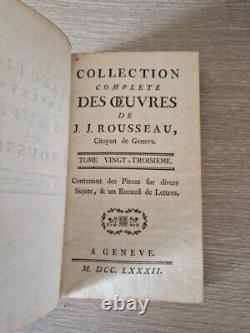 COLLECTION
COMPLETE
DES ŒUVRES
DE
J. J. ROUSSEAU,
Citoyen de Geneve.
TOME VINGT-TROISIEME.
Contenant des Pieces sur divers
Sujets, & un Recueil de Lettres.
A GENEVE.
M. DCC. LXXXII.